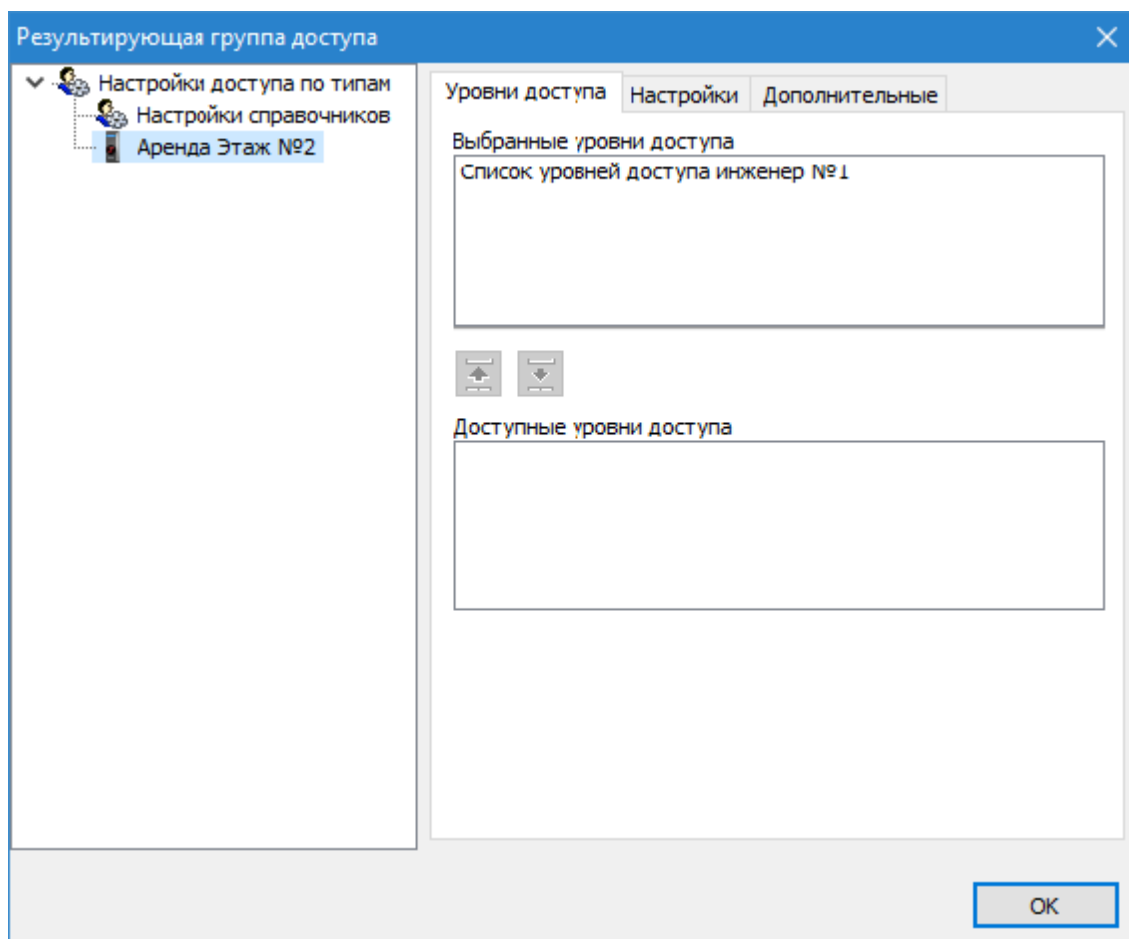 Результирующая группа доступа
Настройки доступа по типам
Настройки справочников
Аренда Этаж №2
Уровни доступа
Настройки
Дополнительные
Выбранные уровни доступа
Список уровней доступа инженер №1
Доступные уровни доступа
ОК